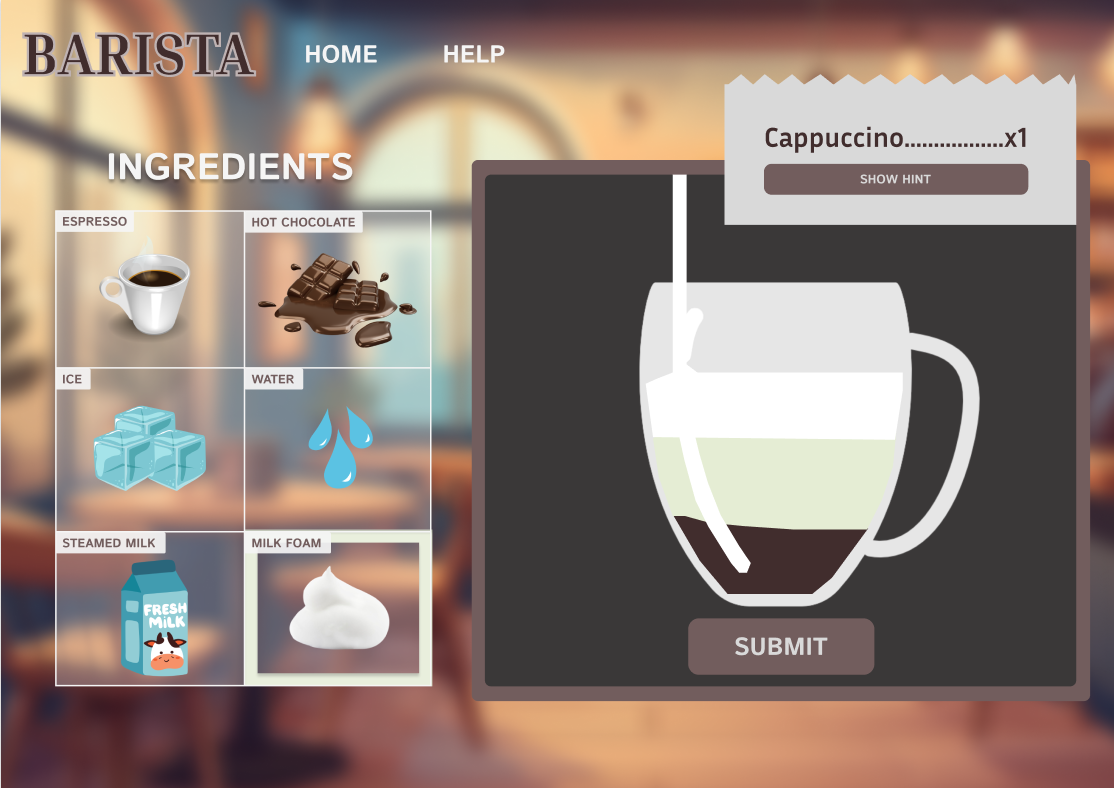 BARISTA
HOME
HELP
Cappuccino.................x1
SHOW HINT
INGREDIENTS
ESPRESSO
HOT CHOCOLATE
ICE
WATER
STEAMED MILK
MILK FOAM
FRESH
MiLK
SUBMIT